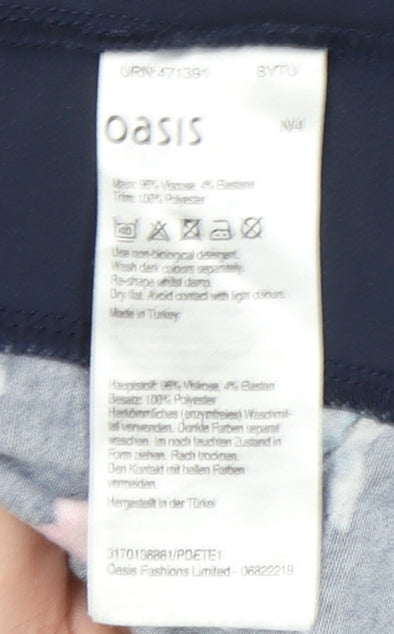 URN 471391 BYTU
OASIS
Main: 96% Viscose, 4% Elastane
Trim: 100% Polyester
40
Use non-biological detergent.
Wash dark colours separately.
Re-shape whilst damp.
Dry flat. Avoid contact with light colours.
Made in Turkey
Hauptstoff: 96% Viskose, 4% Elastan
Besatz: 100% Polyester
Herkömmliches (enzymfreies) Waschmit-
tel verwenden. Dunkle Farben separat
waschen. Im noch feuchten Zustand in
Form ziehen. Flach trocknen.
Den Kontakt mit hellen Farben
vermeiden.
Hergestellt in der Türkei
3170136861/PDETE1
Oasis Fashions Limited - 06822219